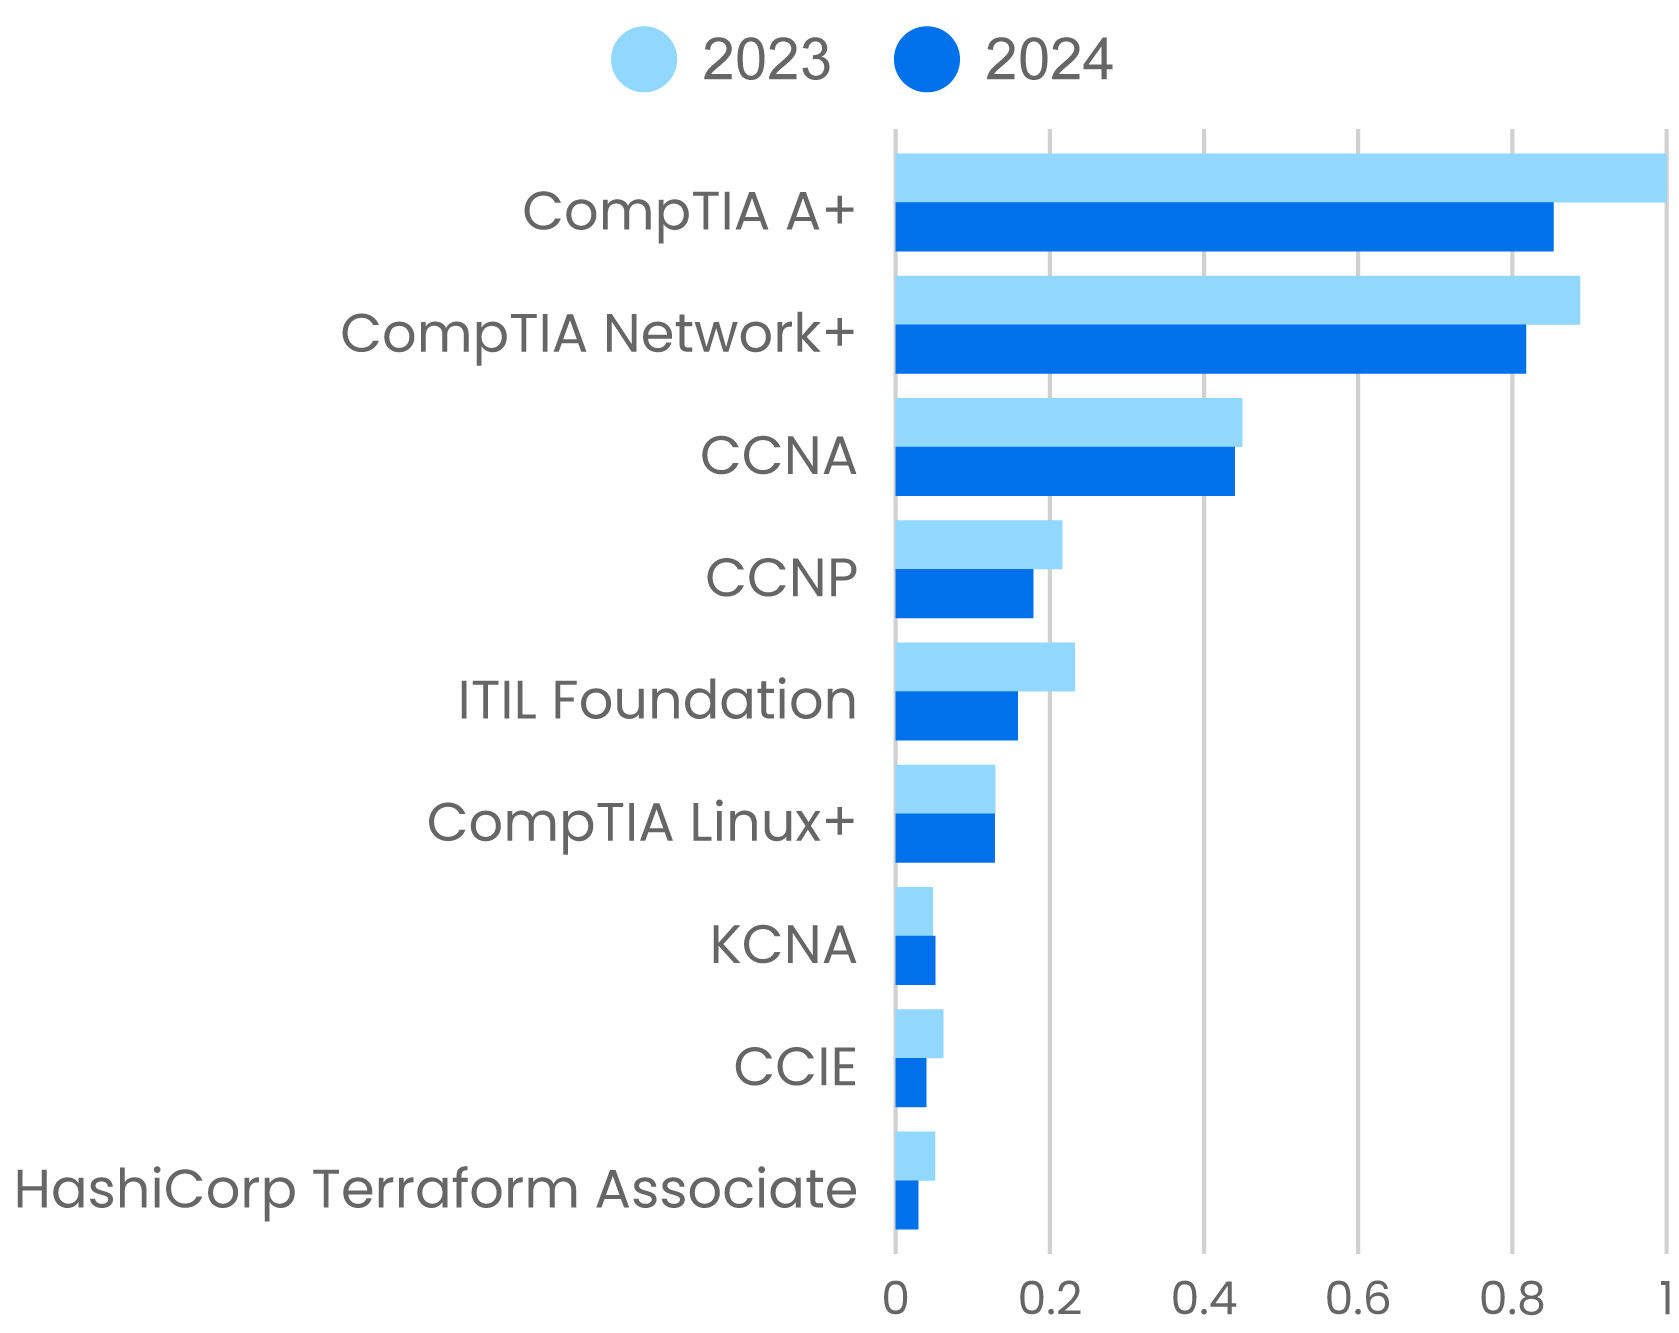 2023 2024
CompTIA A+
CompTIA Network+
CCNA
CCNP
ITIL Foundation
CompTIA Linux+
KCNA
CCIE
HashiCorp Terraform Associate
0 0.2 0.4 0.6 0.8 1